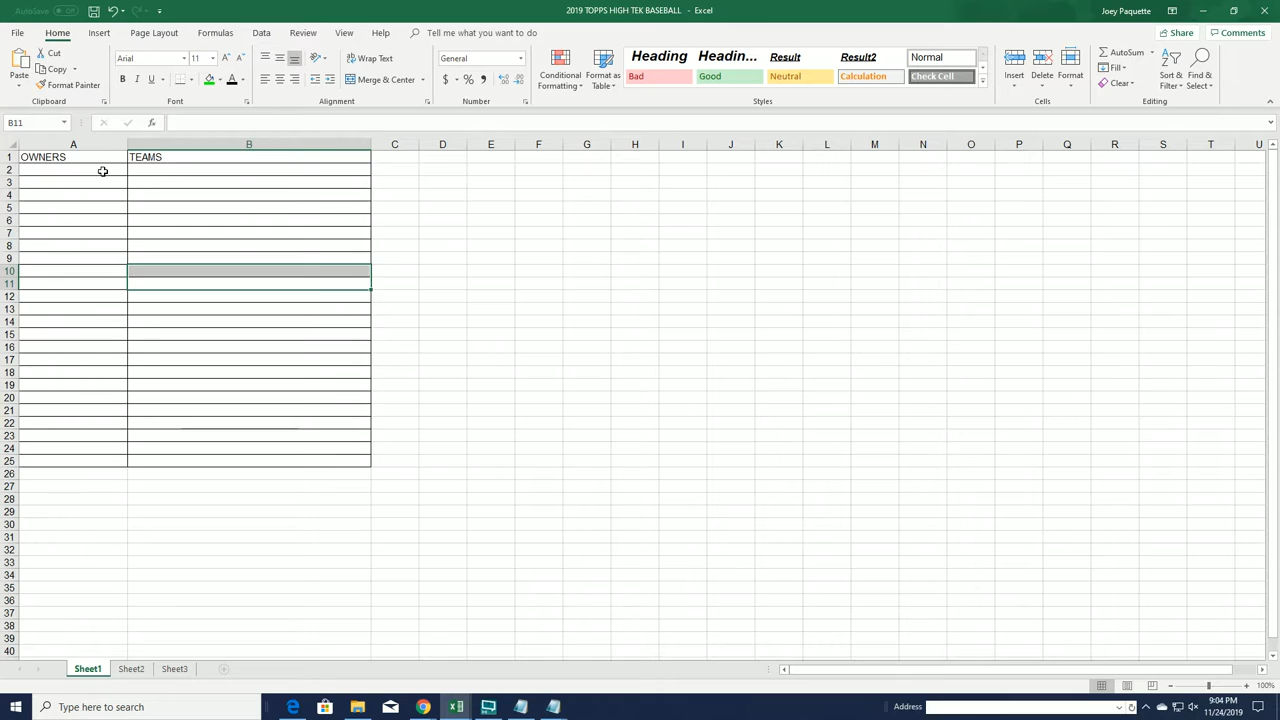 AutoSave Off
2019 TOPPS HIGH TEK BASEBALL - Excel
Joey Paquette
File Home Insert Page Layout Formulas Data Review View Help Tell me what you want to do
Share Comments
Paste
Cut
Copy
Format Painter
Arial 11
B I U
Wrap Text
Merge & Center
General
$ % ,
Conditional Formatting
Format as Table
Heading Headin... Result Result2 Normal
Bad Good Neutral Calculation Check Cell
Insert Delete Format
AutoSum
Fill
Clear
Sort & Filter
Find & Select
Clipboard Font Alignment Number Styles Cells Editing
B11 fx
A B C D E F G H I J K L M N O P Q R S T U
1 OWNERS TEAMS
2
3
4
5
6
7
8
9
10
11
12
13
14
15
16
17
18
19
20
21
22
23
24
25
26
27
28
29
30
31
32
33
34
35
36
37
38
39
40
Sheet1 Sheet2 Sheet3
100%
Type here to search
Address
9:04 PM
11/24/2019